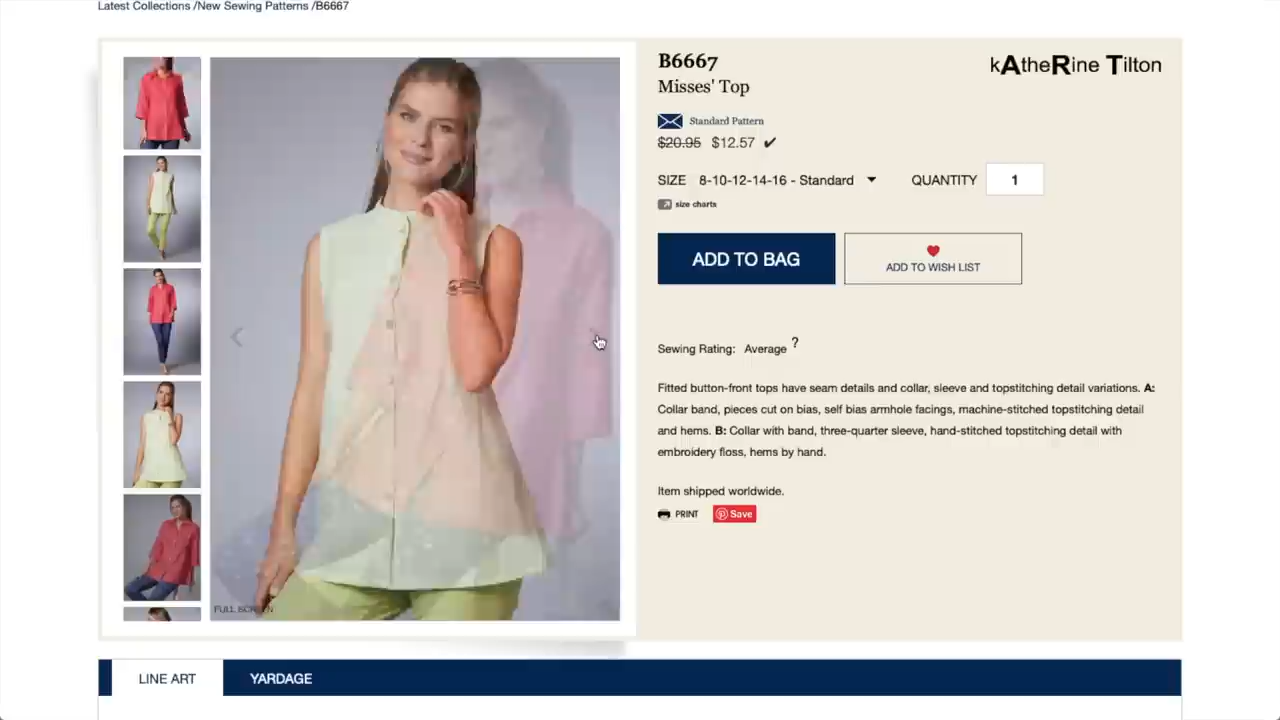 Latest Collections /New Sewing Patterns /B6667
B6667
kAtheRine Tilton
Misses' Top
Standard Pattern
$20.95 $12.57 ✔
SIZE 8-10-12-14-16 - Standard QUANTITY 1
size charts
ADD TO BAG
ADD TO WISH LIST
Sewing Rating: Average ?
Fitted button-front tops have seam details and collar, sleeve and topstitching detail variations. A:
Collar band, pieces cut on bias, self bias armhole facings, machine-stitched topstitching detail
and hems. B: Collar with band, three-quarter sleeve, hand-stitched topstitching detail with
embroidery floss, hems by hand.
Item shipped worldwide.
PRINT Save
FULL SCREEN
LINE ART YARDAGE